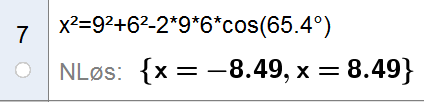 7
x²=9²+6²-2*9*6*cos(65.4°)
NLøs: {x = −8.49, x = 8.49}